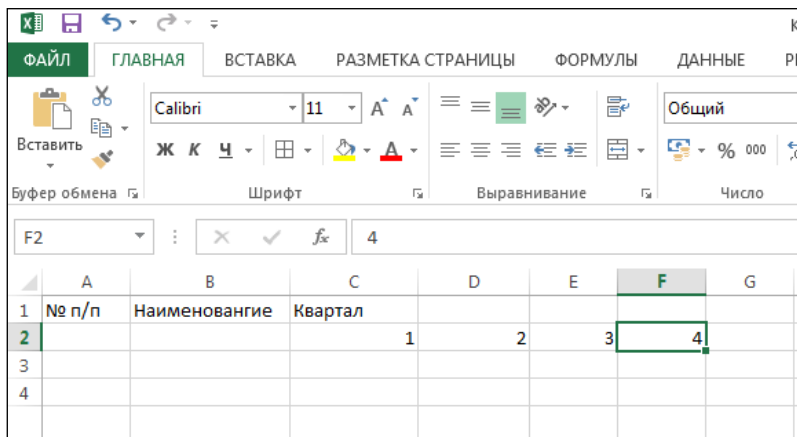 К
ФАЙЛ ГЛАВНАЯ ВСТАВКА РАЗМЕТКА СТРАНИЦЫ ФОРМУЛЫ ДАННЫЕ
Calibri 11 A A Общий
Вставить Ж К Ч A % 000
Буфер обмена Шрифт Выравнивание Число
F2 fx 4
A B C D E F G
1 № п/п Наименовангие Квартал
2 1 2 3 4
3
4